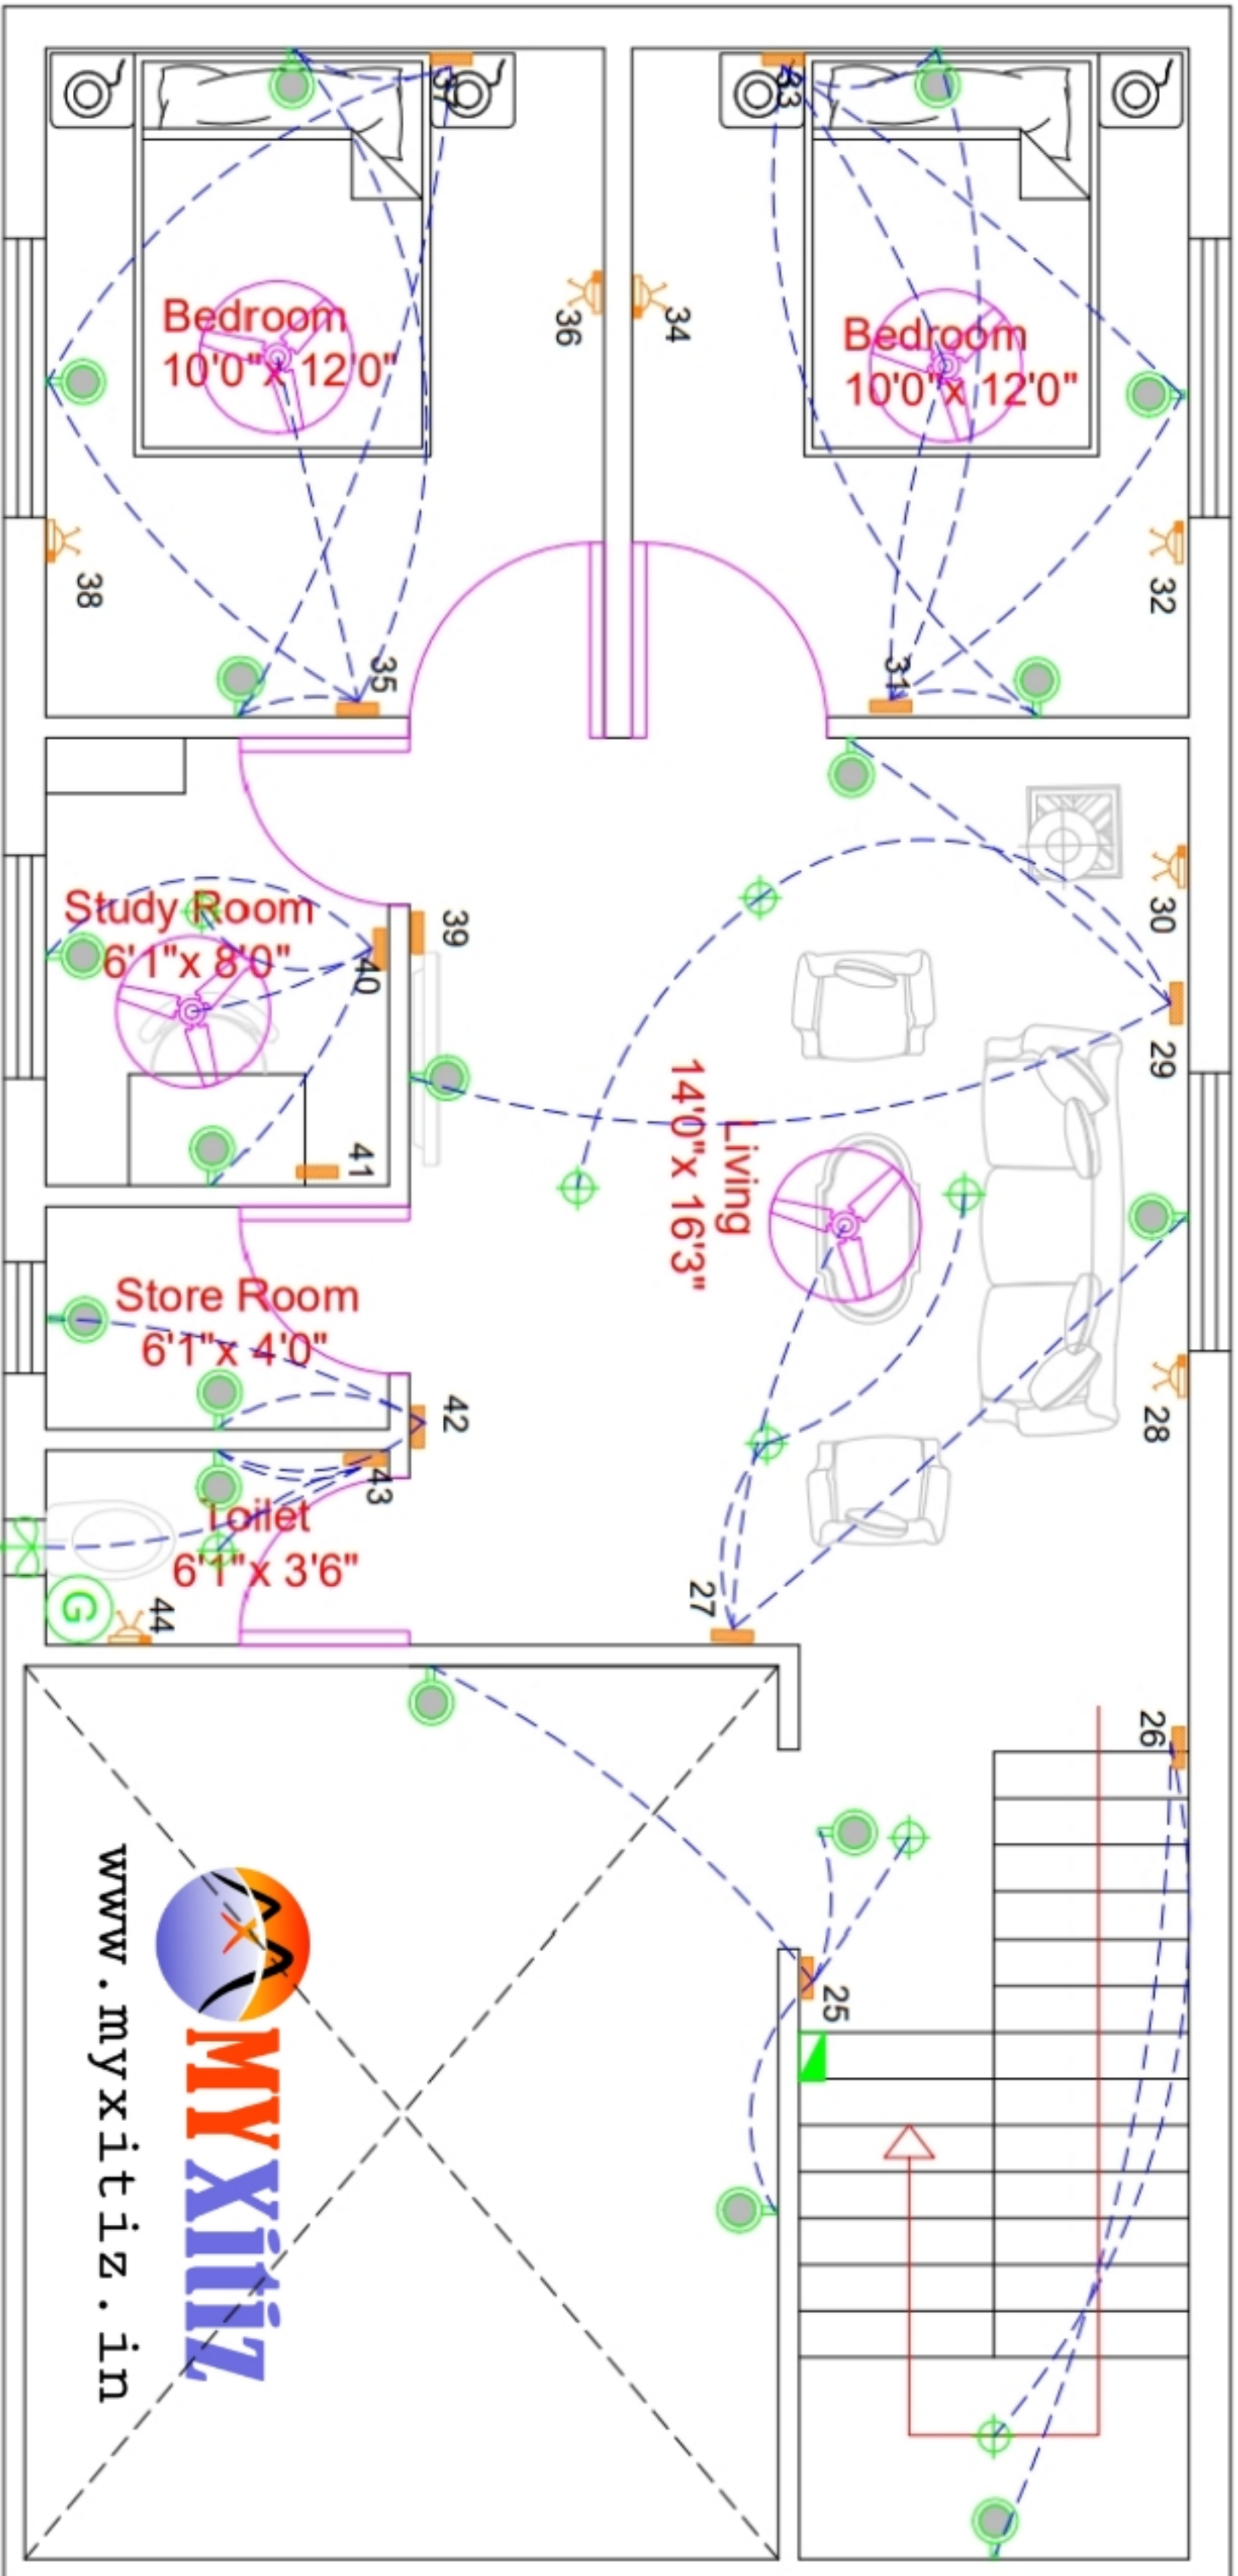 37
33
Bedroom
10'0"x 12'0"
Bedroom
10'0"x 12'0"
36
34
38
32
35
31
Study Room
6'1"x 8'0"
39
40
30
29
Living
14'0"x 16'3"
41
Store Room
6'1"x 4'0"
42
28
43
Toilet
6'1"x 3'6"
G
44
27
26
25
MYXitiZ
www.myxitiz.in